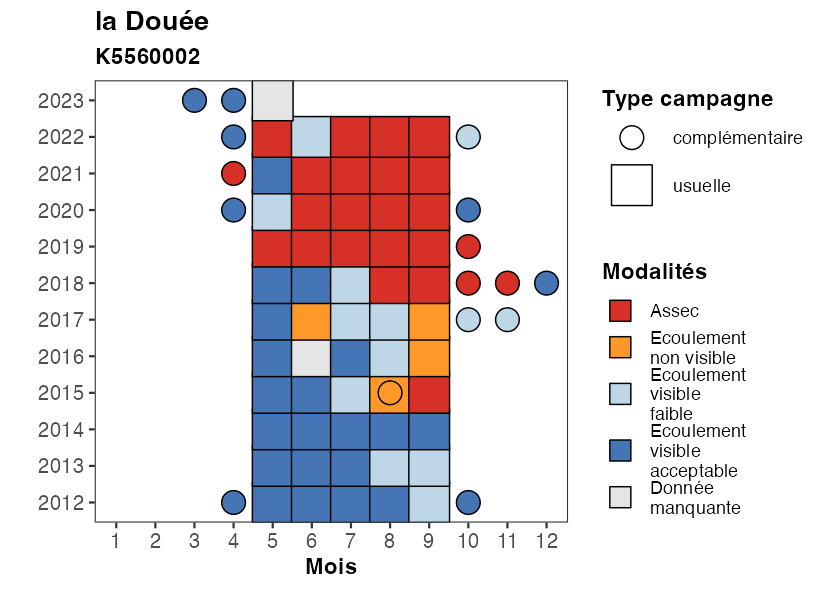 la Douée
K5560002
2023
2022
2021
2020
2019
2018
2017
2016
2015
2014
2013
2012
1 2 3 4 5 6 7 8 9 10 11 12
Mois
Type campagne
complémentaire
usuelle
Modalités
Assec
Ecoulement
non visible
Ecoulement
visible
faible
Ecoulement
visible
acceptable
Donnée
manquante